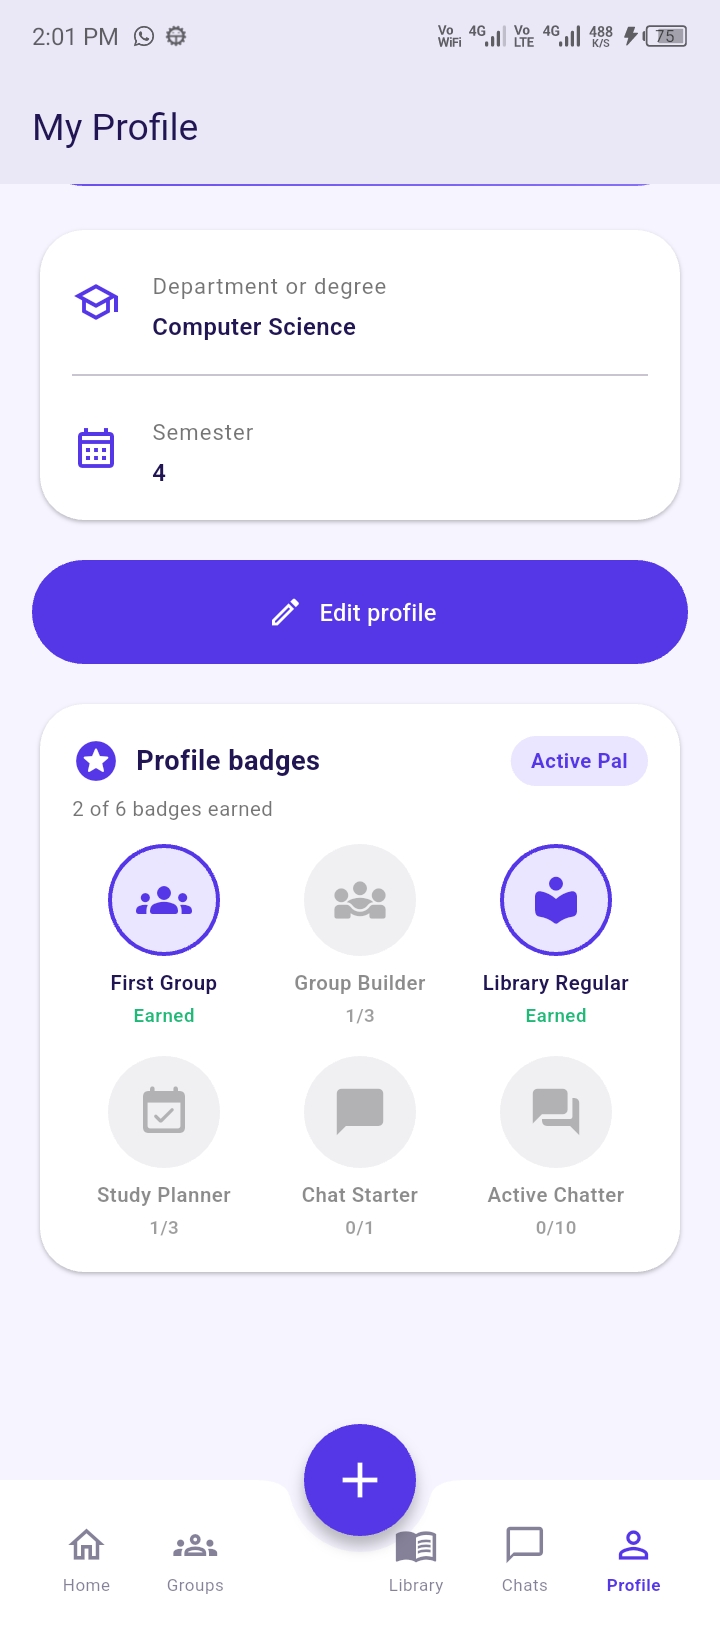 2:01 PM
Vo WiFi 4G Vo LTE 4G 488 K/S 75
My Profile
Department or degree
Computer Science
Semester
4
Edit profile
Profile badges
Active Pal
2 of 6 badges earned
First Group
Group Builder
Library Regular
Earned
1/3
Earned
Study Planner
Chat Starter
Active Chatter
1/3
0/1
0/10
Home
Groups
Library
Chats
Profile